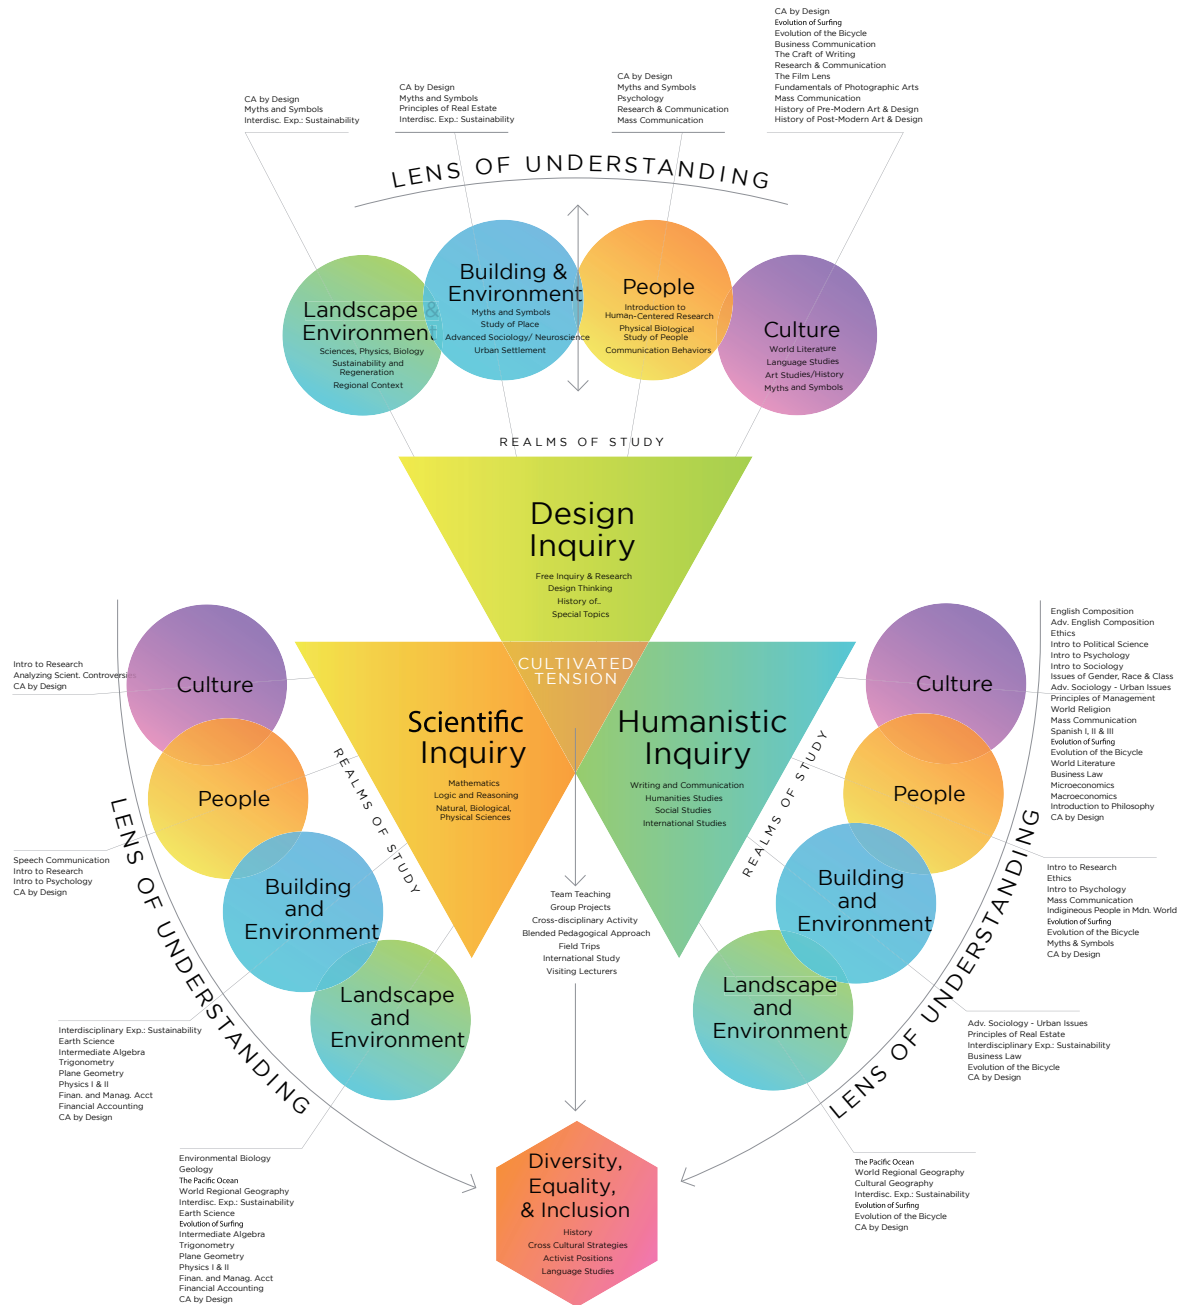 CA by Design
Evolution of Surfing
Evolution of the Bicycle
Business Communication
The Craft of Writing
Research & Communication
The Film Lens
Fundamentals of Photographic Arts
Mass Communication
History of Pre-Modern Art & Design
History of Post-Modern Art & Design
CA by Design
Myths and Symbols
Psychology
Research & Communication
Mass Communication
CA by Design
Myths and Symbols
Principles of Real Estate
Interdisc. Exp.: Sustainability
CA by Design
Myths and Symbols
Interdisc. Exp.: Sustainability
LENS OF UNDERSTANDING
Landscape &
Environment
Sciences, Physics, Biology
Sustainability and
Regeneration
Regional Context
Building &
Environment
Myths and Symbols
Study of Place
Advanced Sociology/ Neuroscience
Urban Settlement
People
Introduction to
Human-Centered Research
Physical Biological
Study of People
Communication Behaviors
Culture
World Literature
Language Studies
Art Studies/History
Myths and Symbols
REALMS OF STUDY
Design
Inquiry
Free Inquiry & Research
Design Thinking
History of..
Special Topics
CULTIVATED
TENSION
Scientific
Inquiry
Mathematics
Logic and Reasoning
Natural, Biological,
Physical Sciences
Humanistic
Inquiry
Writing and Communication
Humanities Studies
Social Studies
International Studies
REALMS OF STUDY
REALMS OF STUDY
Intro to Research
Analyzing Scient. Controversies
CA by Design
Culture
People
Building
and
Environment
Landscape
and
Environment
LENS OF UNDERSTANDING
Speech Communication
Intro to Research
Intro to Psychology
CA by Design
Interdisciplinary Exp.: Sustainability
Earth Science
Intermediate Algebra
Trigonometry
Plane Geometry
Physics I & II
Finan. and Manag. Acct
Financial Accounting
CA by Design
Environmental Biology
Geology
The Pacific Ocean
World Regional Geography
Interdisc. Exp.: Sustainability
Earth Science
Evolution of Surfing
Intermediate Algebra
Trigonometry
Plane Geometry
Physics I & II
Finan. and Manag. Acct
Financial Accounting
CA by Design
Team Teaching
Group Projects
Cross-disciplinary Activity
Blended Pedagogical Approach
Field Trips
International Study
Visiting Lecturers
Diversity,
Equality,
& Inclusion
History
Cross Cultural Strategies
Activist Positions
Language Studies
Culture
People
Building
and
Environment
Landscape
and
Environment
LENS OF UNDERSTANDING
English Composition
Adv. English Composition
Ethics
Intro to Political Science
Intro to Psychology
Intro to Sociology
Issues of Gender, Race & Class
Adv. Sociology - Urban Issues
Principles of Management
World Religion
Mass Communication
Spanish I, II & III
Evolution of Surfing
Evolution of the Bicycle
World Literature
Business Law
Microeconomics
Macroeconomics
Introduction to Philosophy
CA by Design
Intro to Research
Ethics
Intro to Psychology
Mass Communication
Indigineous People in Mdn. World
Evolution of Surfing
Evolution of the Bicycle
Myths & Symbols
CA by Design
Adv. Sociology - Urban Issues
Principles of Real Estate
Interdisciplinary Exp.: Sustainability
Business Law
Evolution of the Bicycle
CA by Design
The Pacific Ocean
World Regional Geography
Cultural Geography
Interdisc. Exp.: Sustainability
Evolution of Surfing
Evolution of the Bicycle
CA by Design